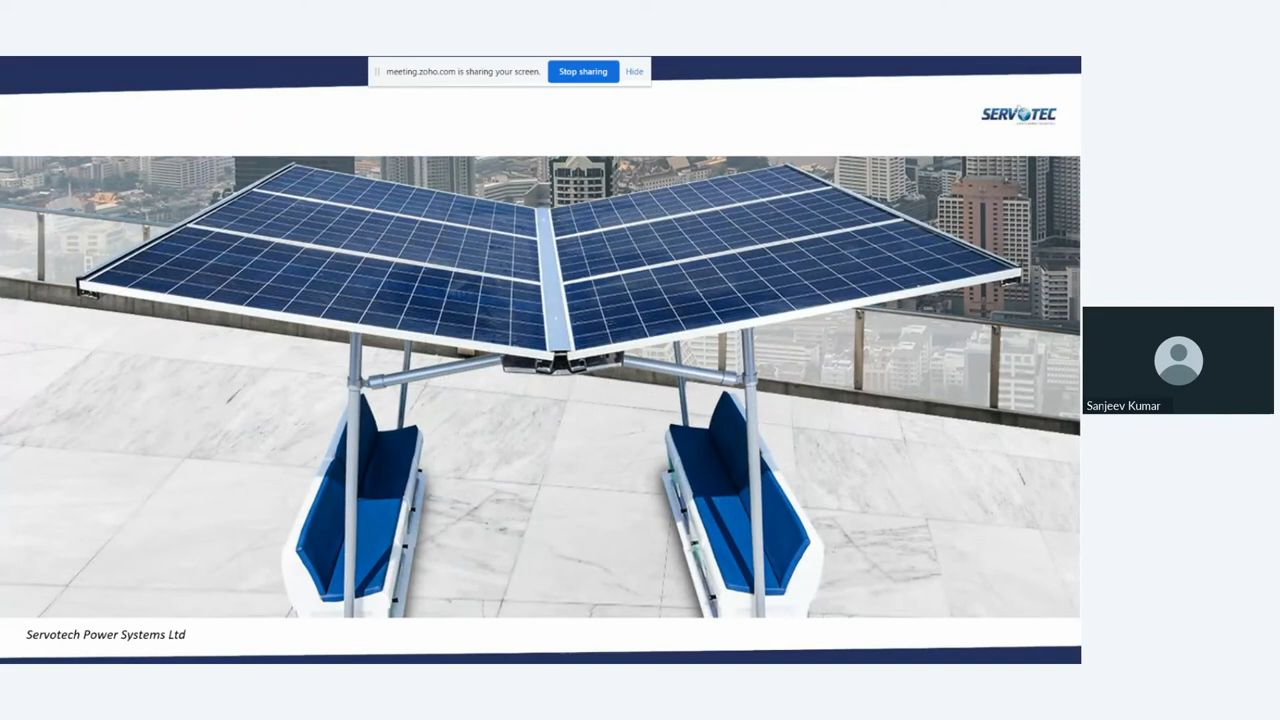 meeting.zoho.com is sharing your screen. Stop sharing Hide
SERVOTEC
Sanjeev Kumar
Servotech Power Systems Ltd